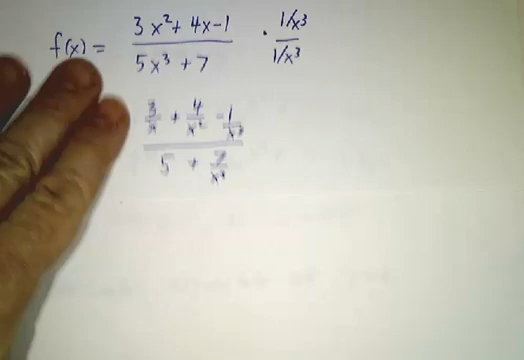 f(x) = (3x² + 4x - 1)/(5x³ + 7) · (1/x³)/(1/x³)
(3/x + 4/x² - 1/x³)/(5 + 7/x³)